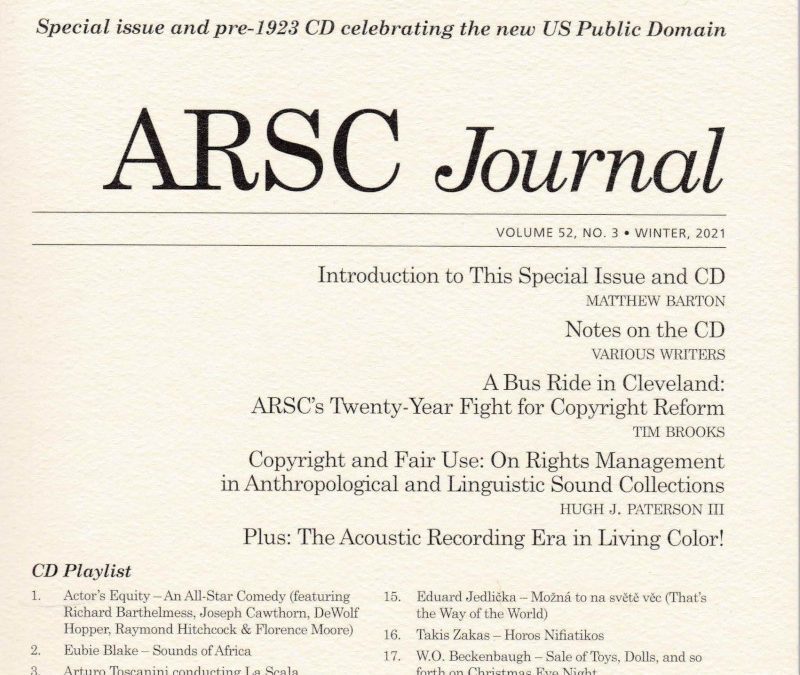 Special issue and pre-1923 CD celebrating the new US Public Domain
ARSC Journal
VOLUME 52, NO. 3 • WINTER, 2021
Introduction to This Special Issue and CD
MATTHEW BARTON
Notes on the CD
VARIOUS WRITERS
A Bus Ride in Cleveland:
ARSC's Twenty-Year Fight for Copyright Reform
TIM BROOKS
Copyright and Fair Use: On Rights Management
in Anthropological and Linguistic Sound Collections
HUGH J. PATERSON III
Plus: The Acoustic Recording Era in Living Color!
CD Playlist
1. Actor's Equity – An All-Star Comedy (featuring
Richard Barthelmess, Joseph Cawthorn, DeWolf
Hopper, Raymond Hitchcock & Florence Moore)
2. Eubie Blake – Sounds of Africa
3. Arturo Toscanini conducting La Scala
15. Eduard Jedlička – Možná to na světě věc (That's
the Way of the World)
16. Takis Zakas – Horos Nifiatikos
17. W.O. Beckenbaugh – Sale of Toys, Dolls, and so
forth on Christmas Eve Night